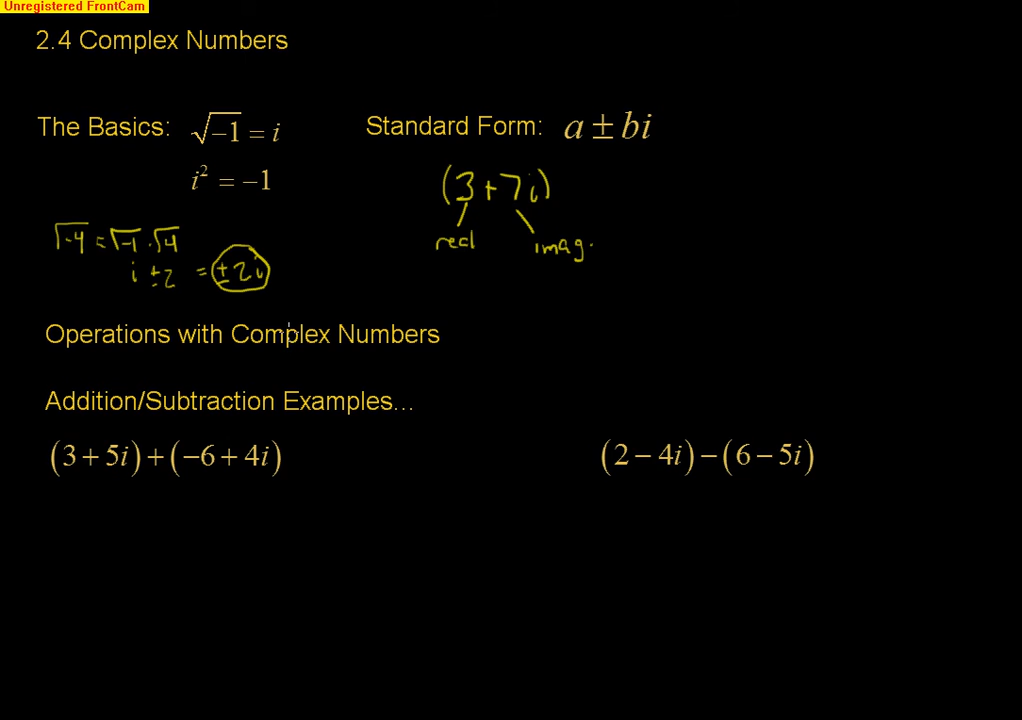 Unregistered FrontCam
2.4 Complex Numbers
The Basics: √-1 = i
Standard Form: a ± bi
i² = -1
(3+7i)
real
imag.
√-4 = √-1 · √4
i ±2 = ±2i
Operations with Complex Numbers
Addition/Subtraction Examples...
(3 + 5i) + (-6 + 4i)
(2 - 4i) - (6 - 5i)